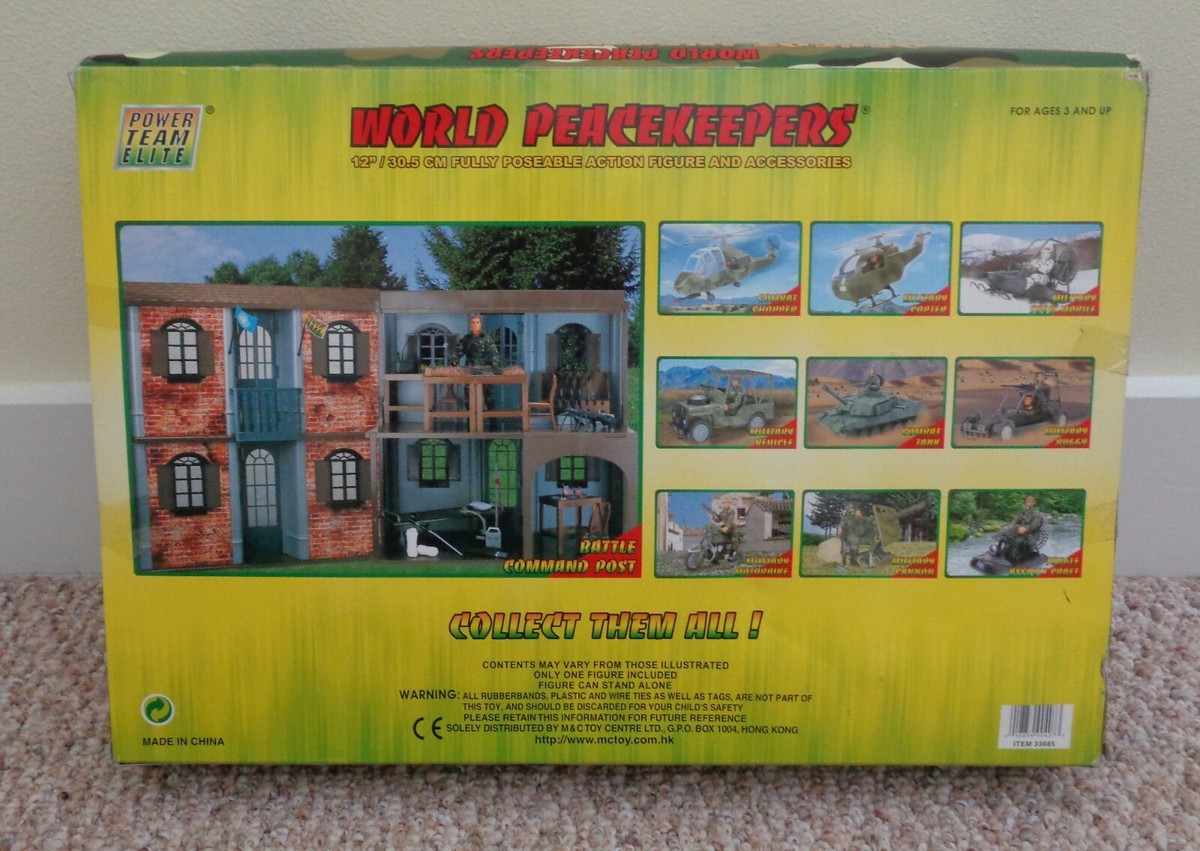 WORLD PEACEKEEPERS
POWER
TEAM
ELITE
®
WORLD PEACEKEEPERS®
12" / 30.5 CM FULLY POSEABLE ACTION FIGURE AND ACCESSORIES
FOR AGES 3 AND UP
COMBAT
CHOPPER
MILITARY
COPTER
MILITARY
BATTLE
COMMAND POST
MILITARY
VEHICLE
COMBAT
TANK
MILITARY
BUGGY
MILITARY
MOTORBIKE
MILITARY
CANNON
CRAFT
COLLECT THEM ALL !
CONTENTS MAY VARY FROM THOSE ILLUSTRATED
ONLY ONE FIGURE INCLUDED
FIGURE CAN STAND ALONE
WARNING: ALL RUBBERBANDS, PLASTIC AND WIRE TIES AS WELL AS TAGS, ARE NOT PART OF
THIS TOY, AND SHOULD BE DISCARDED FOR YOUR CHILD'S SAFETY
PLEASE RETAIN THIS INFORMATION FOR FUTURE REFERENCE
CE SOLELY DISTRIBUTED BY M&C TOY CENTRE LTD., G.P.O. BOX 1004, HONG KONG
http://www.mctoy.com.hk
MADE IN CHINA
ITEM 33685